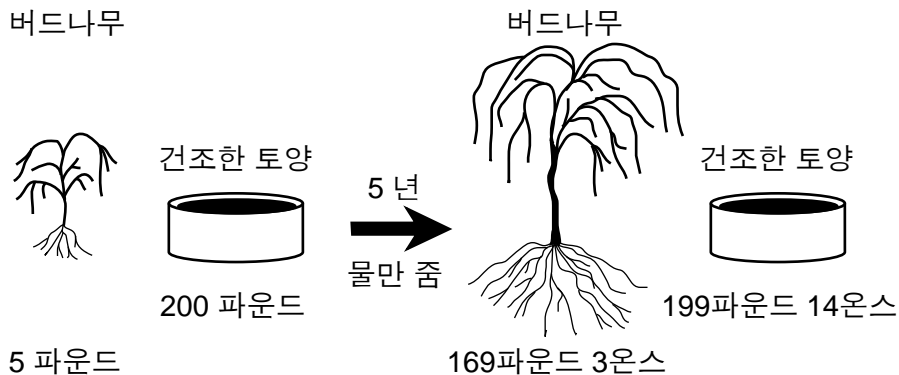 버드나무
건조한 토양
200 파운드
5 파운드
5 년
물만 줌
버드나무
건조한 토양
199파운드 14온스
169파운드 3온스